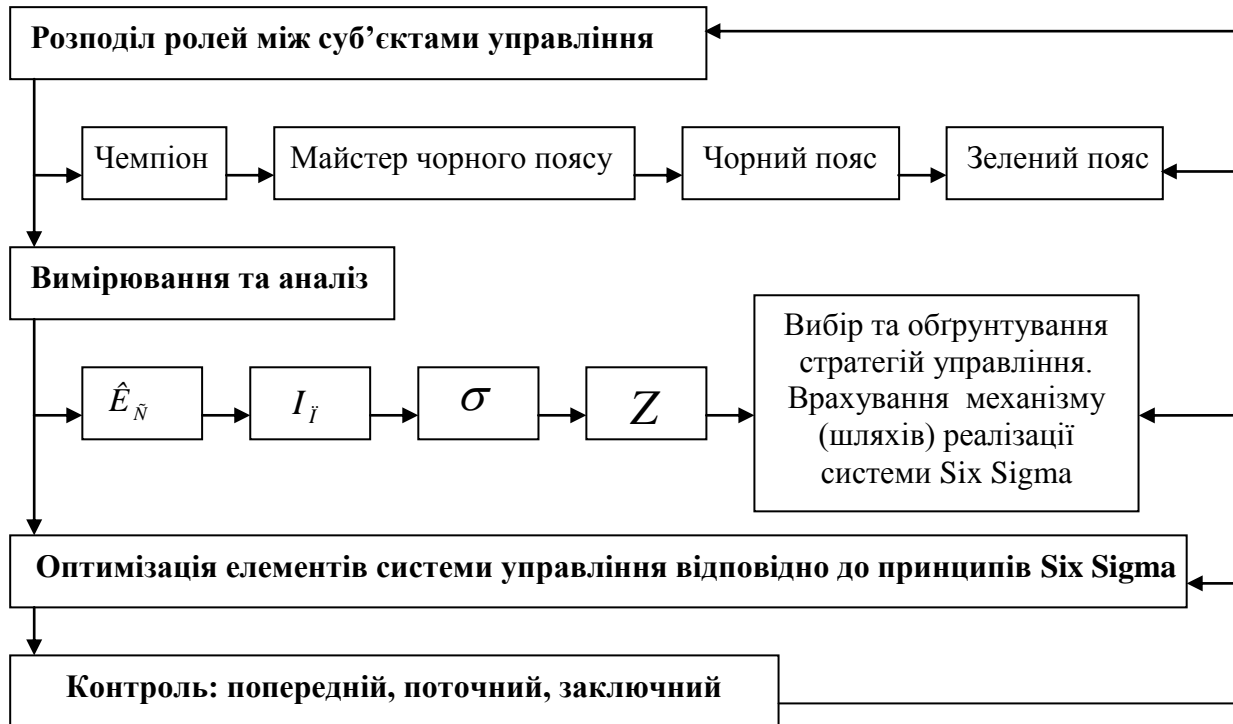 Розподіл ролей між суб’єктами управління
Чемпіон
Майстер чорного поясу
Чорний пояс
Зелений пояс
Вимірювання та аналіз
Ê_Ñ
I_Ï
σ
Z
Вибір та обґрунтування
стратегій управління.
Врахування механізму
(шляхів) реалізації
системи Six Sigma
Оптимізація елементів системи управління відповідно до принципів Six Sigma
Контроль: попередній, поточний, заключний